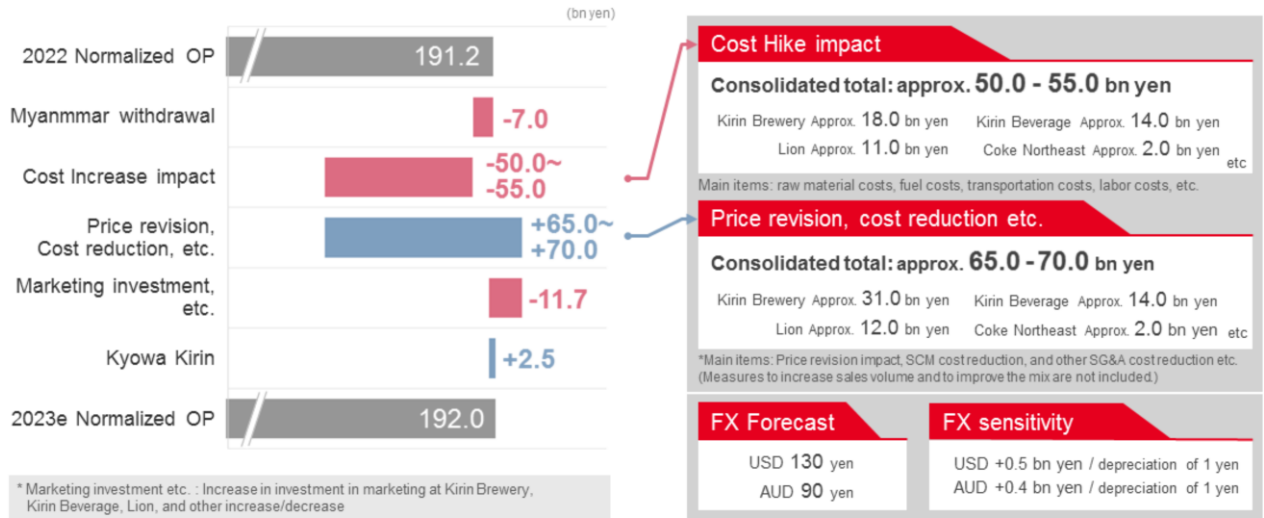 (bn yen)
2022 Normalized OP
191.2
Myanmmar withdrawal
-7.0
Cost Increase impact
-50.0~
-55.0
Price revision,
Cost reduction, etc.
+65.0~
+70.0
Marketing investment,
etc.
-11.7
Kyowa Kirin
+2.5
2023e Normalized OP
192.0
* Marketing investment etc. : Increase in investment in marketing at Kirin Brewery,
Kirin Beverage, Lion, and other increase/decrease
Cost Hike impact
Consolidated total: approx. 50.0 - 55.0 bn yen
Kirin Brewery Approx. 18.0 bn yen Kirin Beverage Approx. 14.0 bn yen
Lion Approx. 11.0 bn yen Coke Northeast Approx. 2.0 bn yen
etc
Main items: raw material costs, fuel costs, transportation costs, labor costs, etc.
Price revision, cost reduction etc.
Consolidated total: approx. 65.0 - 70.0 bn yen
Kirin Brewery Approx. 31.0 bn yen Kirin Beverage Approx. 14.0 bn yen
Lion Approx. 12.0 bn yen Coke Northeast Approx. 2.0 bn yen etc
*Main items: Price revision impact, SCM cost reduction, and other SG&A cost reduction etc.
(Measures to increase sales volume and to improve the mix are not included.)
FX Forecast
USD 130 yen
AUD 90 yen
FX sensitivity
USD +0.5 bn yen / depreciation of 1 yen
AUD +0.4 bn yen / depreciation of 1 yen